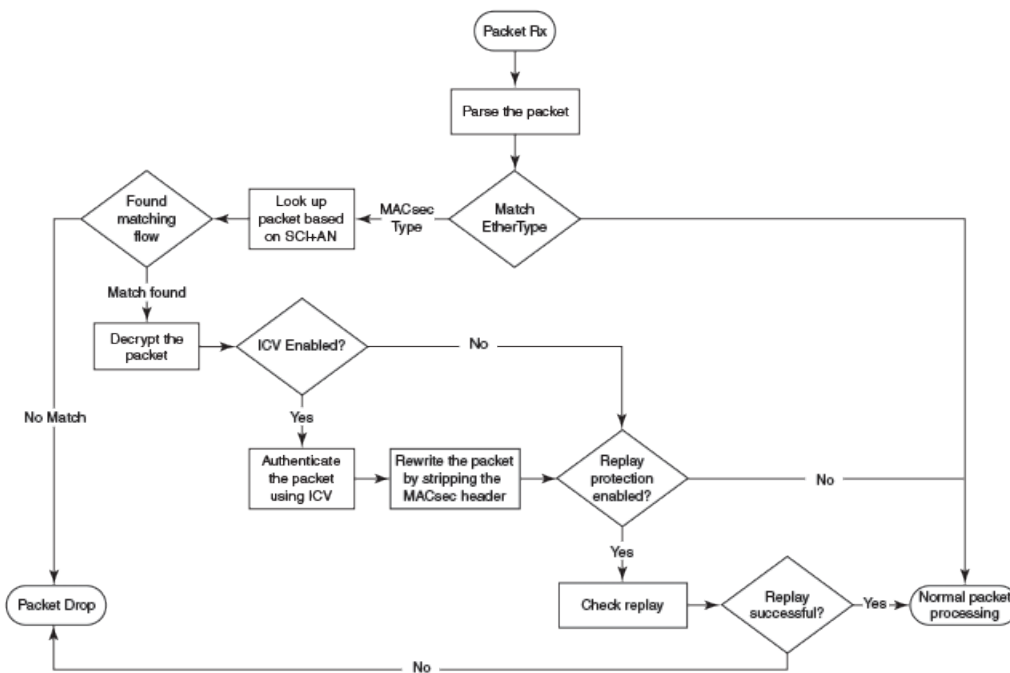 Packet Rx
Parse the packet
Match
EtherType
MACsec
Type
Look up
packet based
on SCI+AN
Found
matching
flow
Match found
No Match
Decrypt the
packet
ICV Enabled?
No
Yes
Authenticate
the packet
using ICV
Rewrite the packet
by stripping the
MACsec header
Replay
protection
enabled?
No
Yes
Check replay
Replay
successful?
Yes
Normal packet
processing
Packet Drop
No